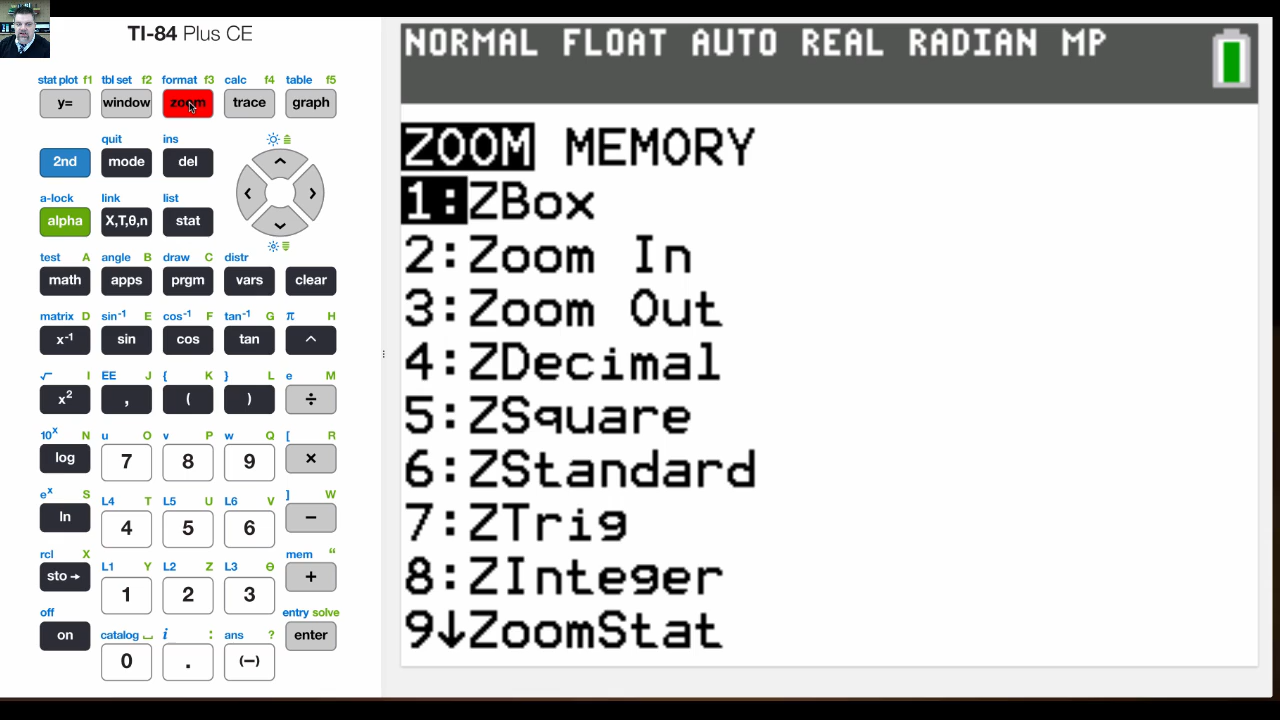 TI-84 Plus CE
stat plot f1 tbl set f2 format f3 calc f4 table f5
y= window zoom trace graph
quit ins
2nd mode del
a-lock link list
alpha X,T,θ,n stat
test A angle B draw C distr
math apps prgm vars clear
matrix D sin⁻¹ E cos⁻¹ F tan⁻¹ G π H
x⁻¹ sin cos tan ^
√ I EE J { K } L e M
x² , ( ) ÷
10ˣ N u O v P w Q [ R
log 7 8 9 ×
eˣ S L4 T L5 U L6 V ] W
ln 4 5 6 −
rcl X L1 Y L2 Z L3 θ mem “
sto→ 1 2 3 +
off catalog ⎵ i : ans ? entry solve
on 0 . (−) enter
NORMAL FLOAT AUTO REAL RADIAN MP
ZOOM MEMORY
1:ZBox
2:Zoom In
3:Zoom Out
4:ZDecimal
5:ZSquare
6:ZStandard
7:ZTrig
8:ZInteger
9↓ZoomStat